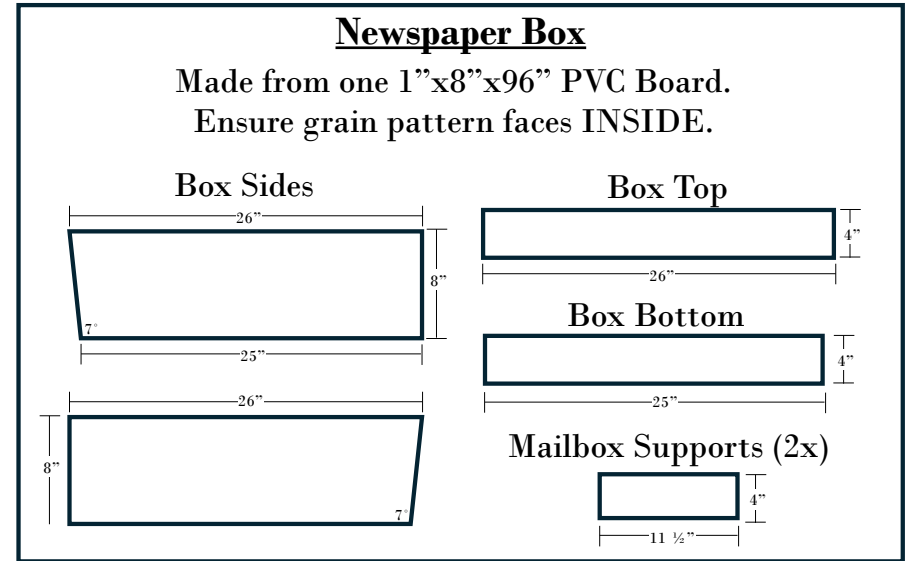 Newspaper Box
Made from one 1”x8”x96” PVC Board.
Ensure grain pattern faces INSIDE.
Box Sides
26”
8”
7°
25”
26”
8”
7°
Box Top
4”
26”
Box Bottom
4”
25”
Mailbox Supports (2x)
4”
11 ½”